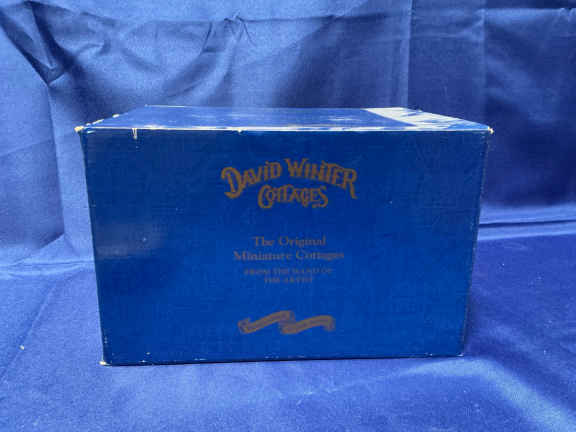 DAVID WINTER
COTTAGES
The Original
Miniature Cottages
FROM THE HAND OF
THE ARTIST